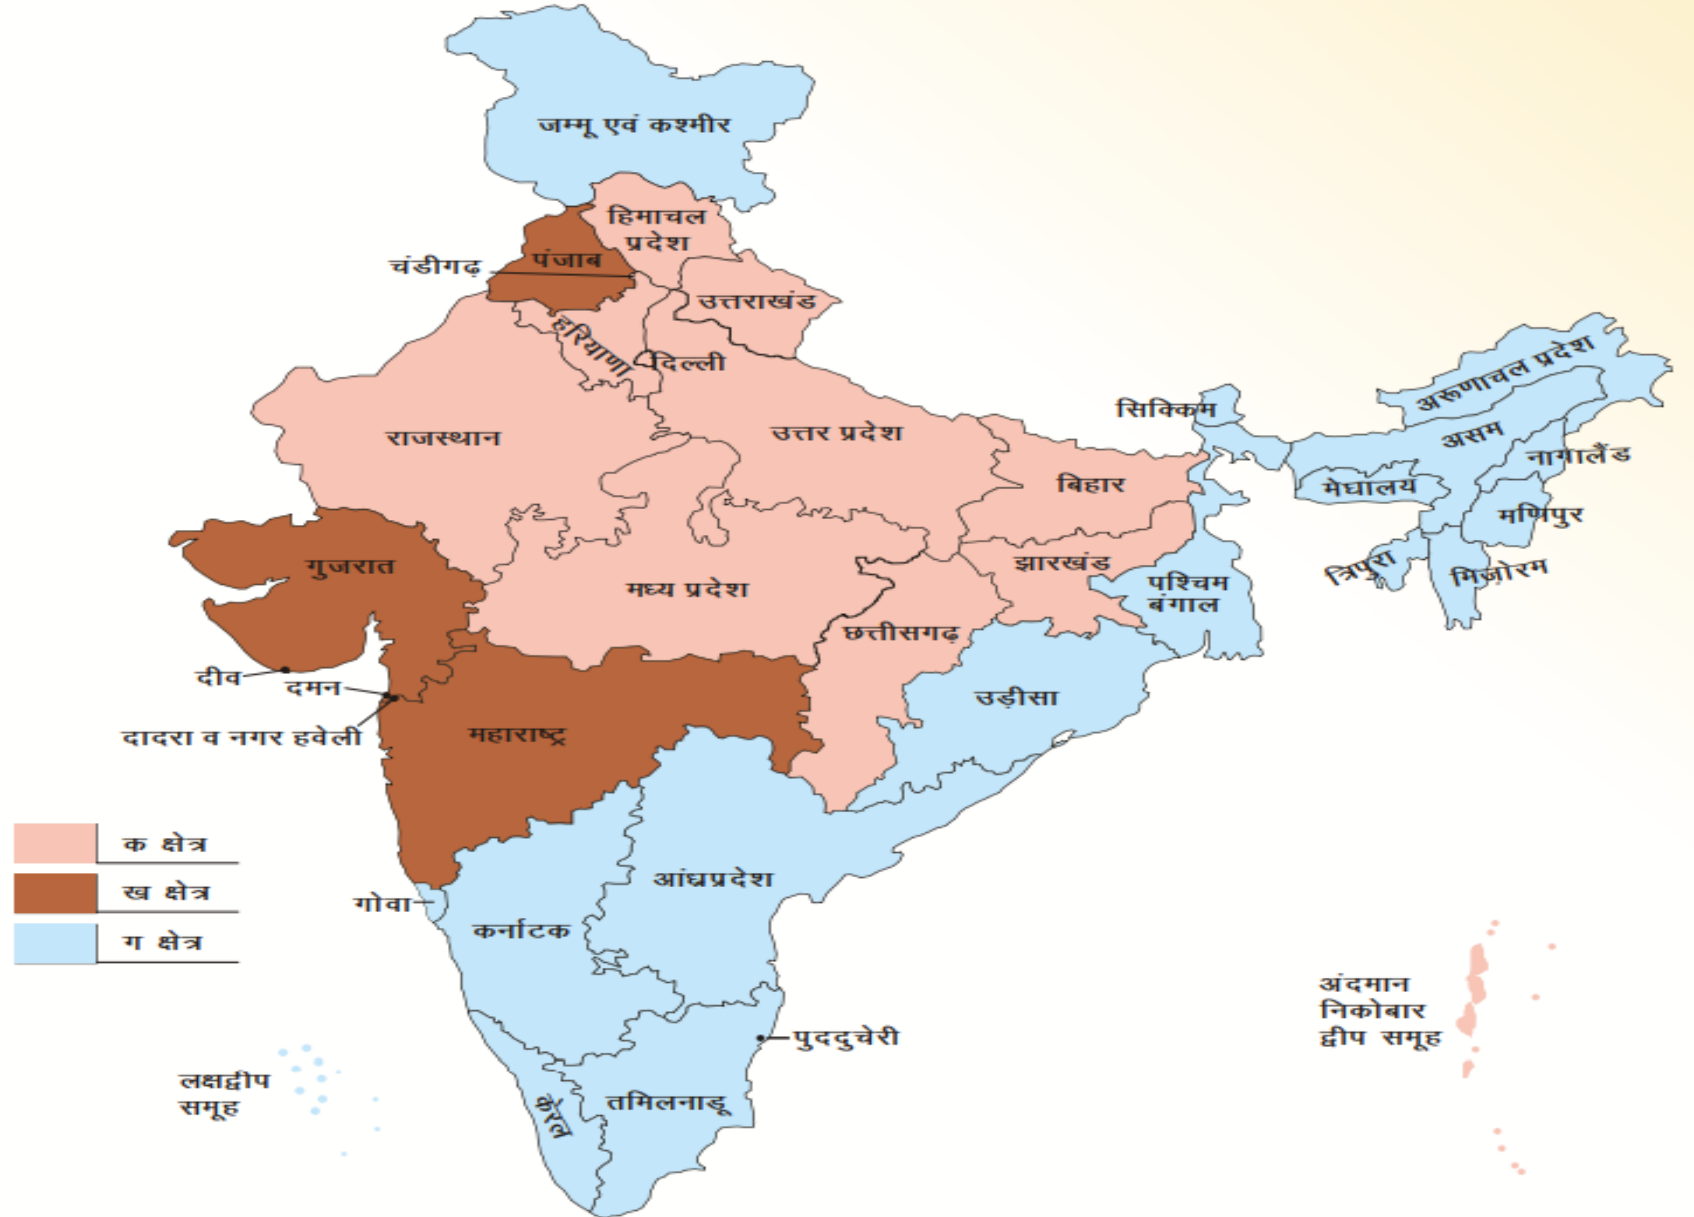 जम्मू एवं कश्मीर
हिमाचल
प्रदेश
पंजाब
चंडीगढ़
उत्तराखंड
हरियाणा
दिल्ली
राजस्थान
उत्तर प्रदेश
बिहार
सिक्किम
अरूणाचल प्रदेश
असम
नागालैंड
मेघालय
मणिपुर
त्रिपुरा
मिज़ोरम
गुजरात
मध्य प्रदेश
झारखंड
पश्चिम
बंगाल
छत्तीसगढ़
दीव
दमन
दादरा व नगर हवेली
महाराष्ट्र
उड़ीसा
क क्षेत्र
ख क्षेत्र
ग क्षेत्र
गोवा
कर्नाटक
आंध्रप्रदेश
अंदमान
निकोबार
द्वीप समूह
पुददुचेरी
लक्षद्वीप
समूह
केरल
तमिलनाडू